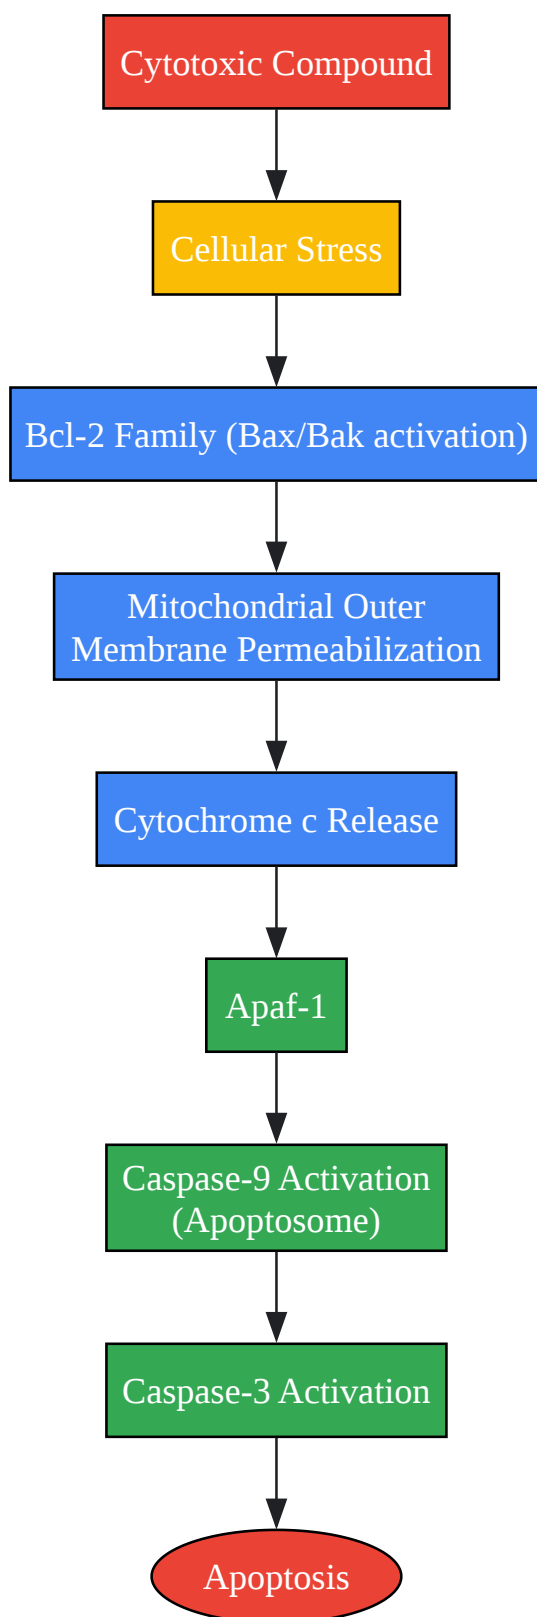 Cytotoxic Compound
Cellular Stress
Bcl-2 Family (Bax/Bak activation)
Mitochondrial Outer
Membrane Permeabilization
Cytochrome c Release
Apaf-1
Caspase-9 Activation
(Apoptosome)
Caspase-3 Activation
Apoptosis